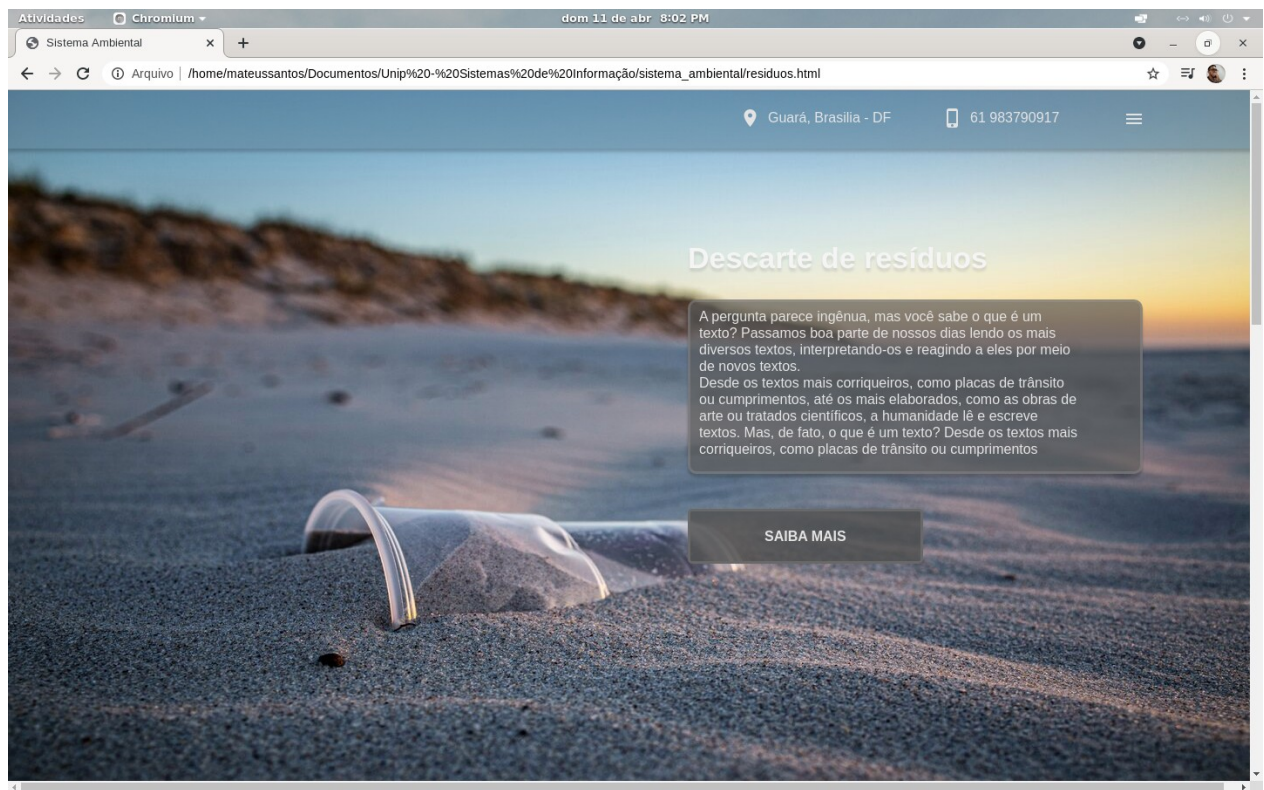 Atividades Chromium dom 11 de abr 8:02 PM
Sistema Ambiental
Arquivo /home/mateussantos/Documentos/Unip%20-%20Sistemas%20de%20Informação/sistema_ambiental/residuos.html
Guará, Brasilia - DF 61 983790917
Descarte de resíduos
A pergunta parece ingênua, mas você sabe o que é um
texto? Passamos boa parte de nossos dias lendo os mais
diversos textos, interpretando-os e reagindo a eles por meio
de novos textos.
Desde os textos mais corriqueiros, como placas de trânsito
ou cumprimentos, até os mais elaborados, como as obras de
arte ou tratados científicos, a humanidade lê e escreve
textos. Mas, de fato, o que é um texto? Desde os textos mais
corriqueiros, como placas de trânsito ou cumprimentos
SAIBA MAIS